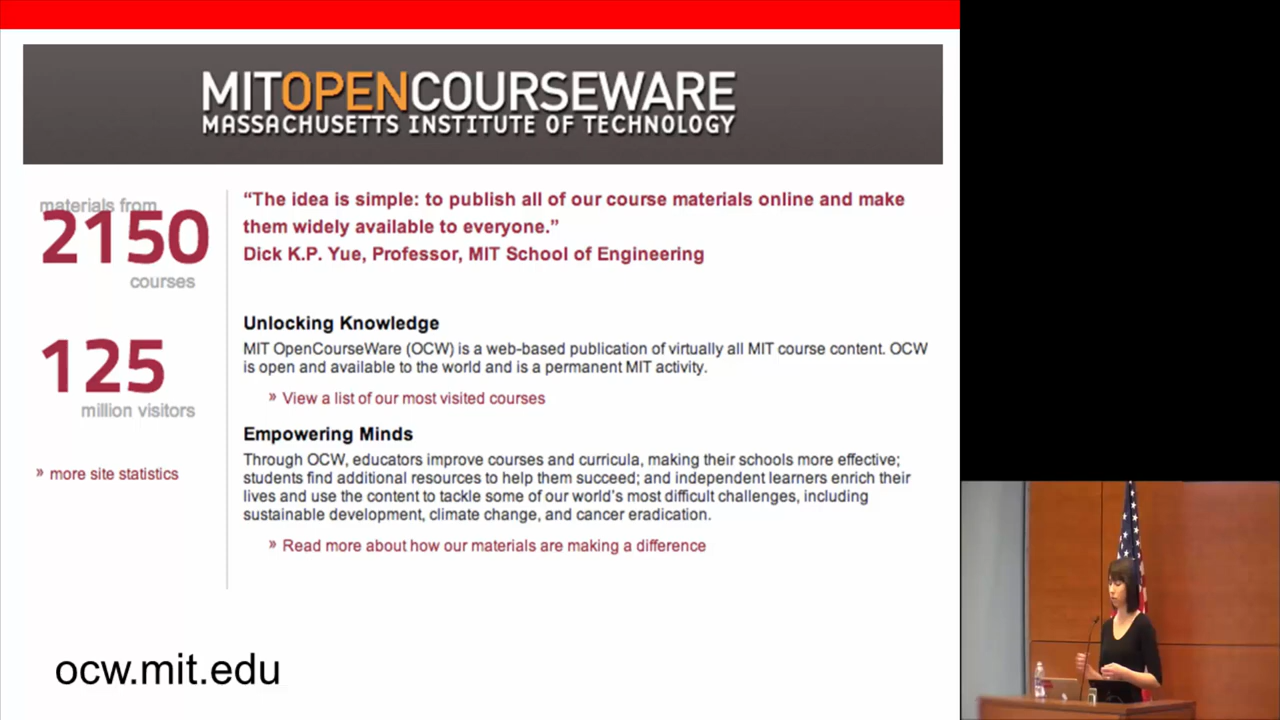 MITOPENCOURSEWARE
MASSACHUSETTS INSTITUTE OF TECHNOLOGY
materials from
2150
courses
125
million visitors
» more site statistics
“The idea is simple: to publish all of our course materials online and make
them widely available to everyone.”
Dick K.P. Yue, Professor, MIT School of Engineering
Unlocking Knowledge
MIT OpenCourseWare (OCW) is a web-based publication of virtually all MIT course content. OCW
is open and available to the world and is a permanent MIT activity.
» View a list of our most visited courses
Empowering Minds
Through OCW, educators improve courses and curricula, making their schools more effective;
students find additional resources to help them succeed; and independent learners enrich their
lives and use the content to tackle some of our world's most difficult challenges, including
sustainable development, climate change, and cancer eradication.
» Read more about how our materials are making a difference
ocw.mit.edu